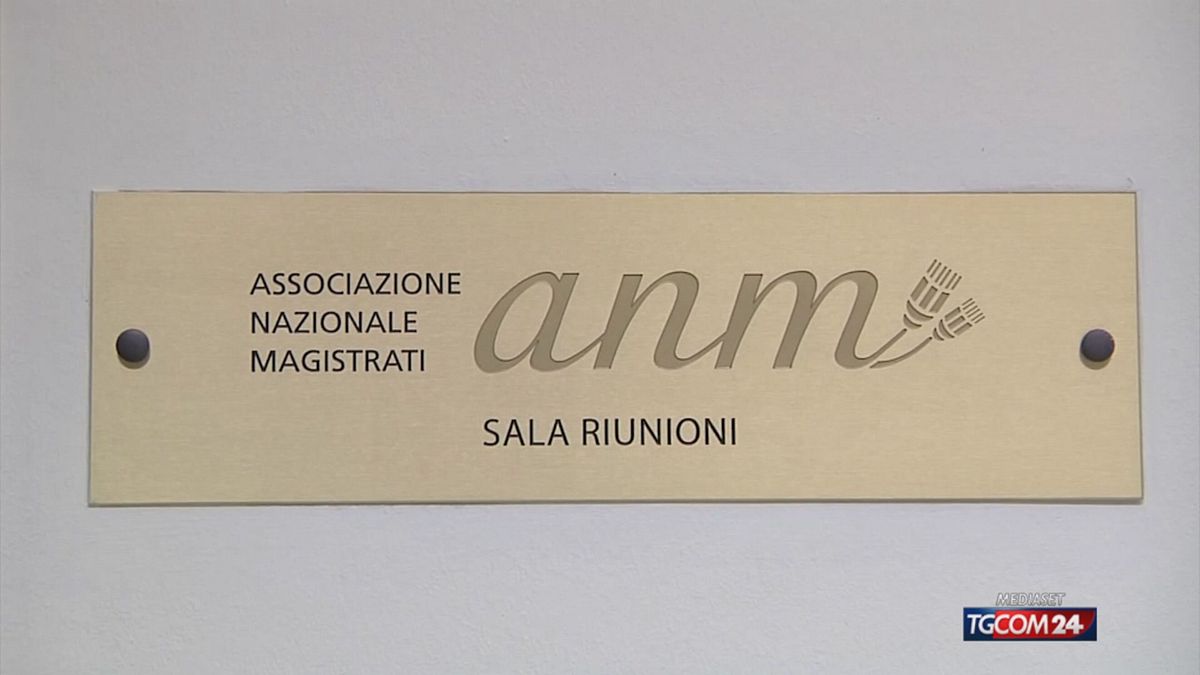 ASSOCIAZIONE
NAZIONALE
MAGISTRATI
anm
SALA RIUNIONI
MEDIASET
TGCOM24